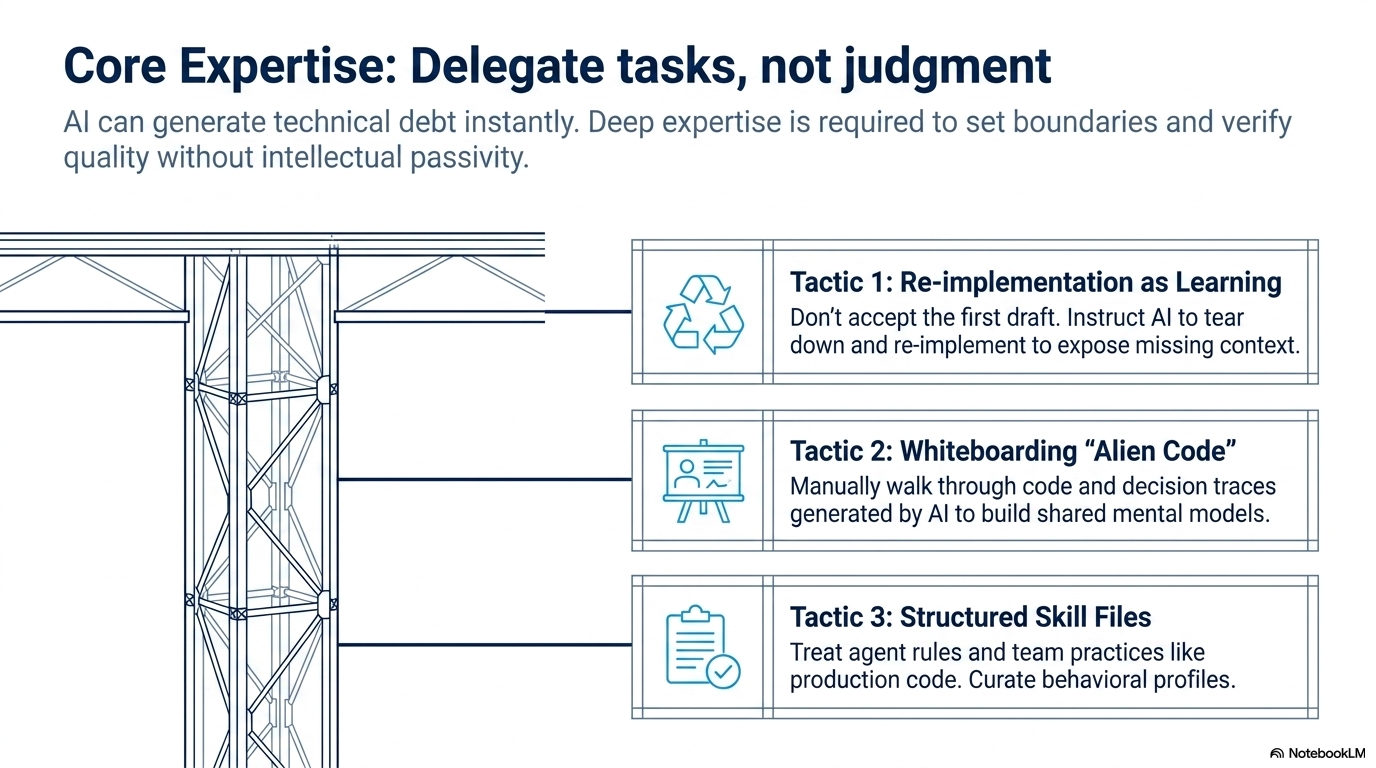 Core Expertise: Delegate tasks, not judgment
AI can generate technical debt instantly. Deep expertise is required to set boundaries and verify
quality without intellectual passivity.
Tactic 1: Re-implementation as Learning
Don’t accept the first draft. Instruct AI to tear
down and re-implement to expose missing context.
Tactic 2: Whiteboarding “Alien Code”
Manually walk through code and decision traces
generated by AI to build shared mental models.
Tactic 3: Structured Skill Files
Treat agent rules and team practices like
production code. Curate behavioral profiles.
NotebookLM